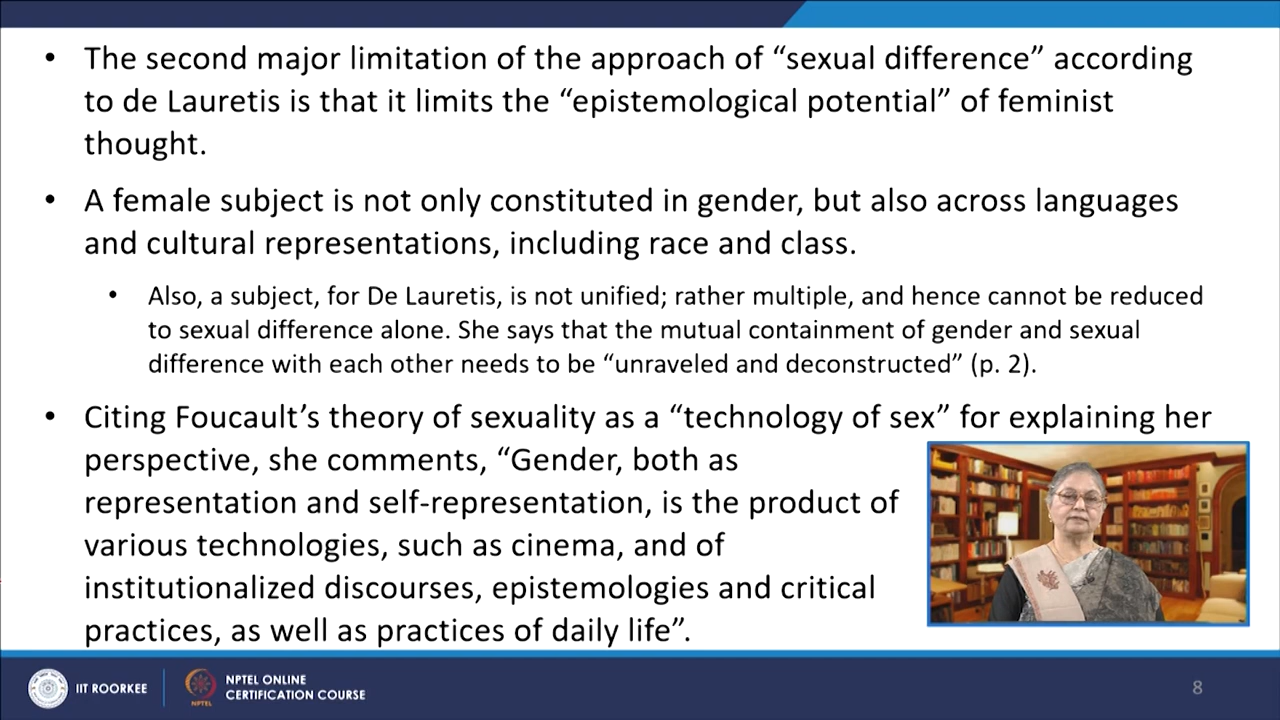 • The second major limitation of the approach of “sexual difference” according
to de Lauretis is that it limits the “epistemological potential” of feminist
thought.
• A female subject is not only constituted in gender, but also across languages
and cultural representations, including race and class.
• Also, a subject, for De Lauretis, is not unified; rather multiple, and hence cannot be reduced
to sexual difference alone. She says that the mutual containment of gender and sexual
difference with each other needs to be “unraveled and deconstructed” (p. 2).
• Citing Foucault’s theory of sexuality as a “technology of sex” for explaining her
perspective, she comments, “Gender, both as
representation and self-representation, is the product of
various technologies, such as cinema, and of
institutionalized discourses, epistemologies and critical
practices, as well as practices of daily life”.
IIT ROORKEE
NPTEL
NPTEL ONLINE
CERTIFICATION COURSE
8